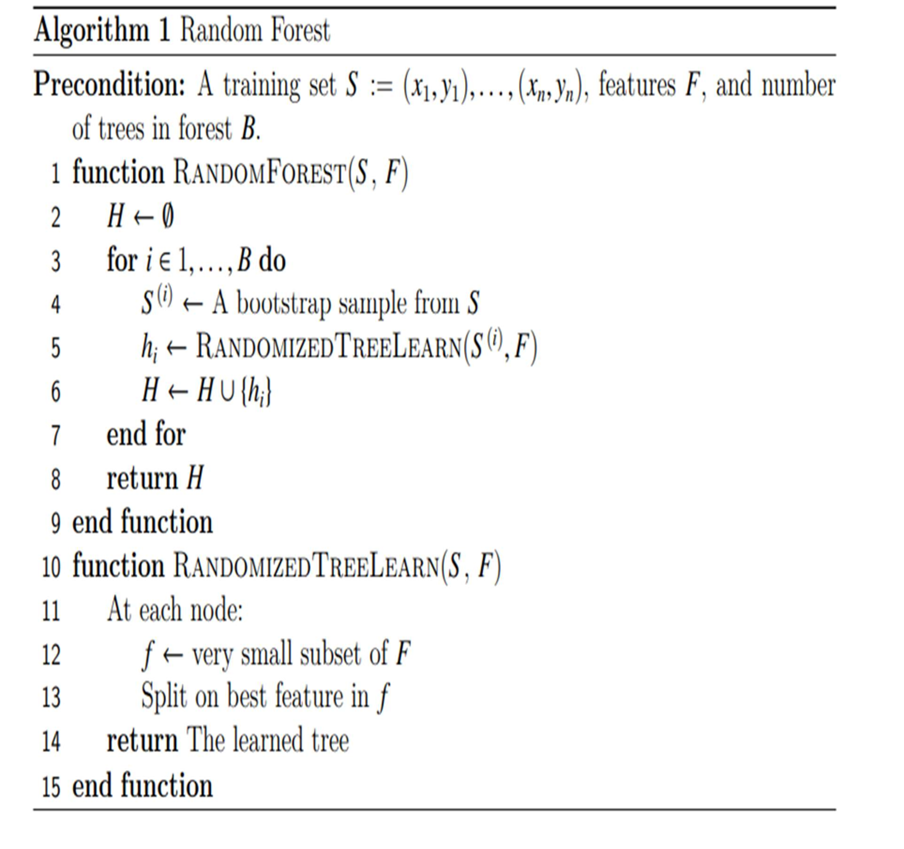 Algorithm 1 Random Forest
Precondition: A training set S := (x₁, y₁), . . . , (xₙ, yₙ), features F, and number
of trees in forest B.
1 function RANDOMFOREST(S, F)
2 H ← ∅
3 for i ∈ 1, . . . , B do
4 S⁽ⁱ⁾ ← A bootstrap sample from S
5 hᵢ ← RANDOMIZEDTREELEARN(S⁽ⁱ⁾, F)
6 H ← H ∪ {hᵢ}
7 end for
8 return H
9 end function
10 function RANDOMIZEDTREELEARN(S, F)
11 At each node:
12 f ← very small subset of F
13 Split on best feature in f
14 return The learned tree
15 end function